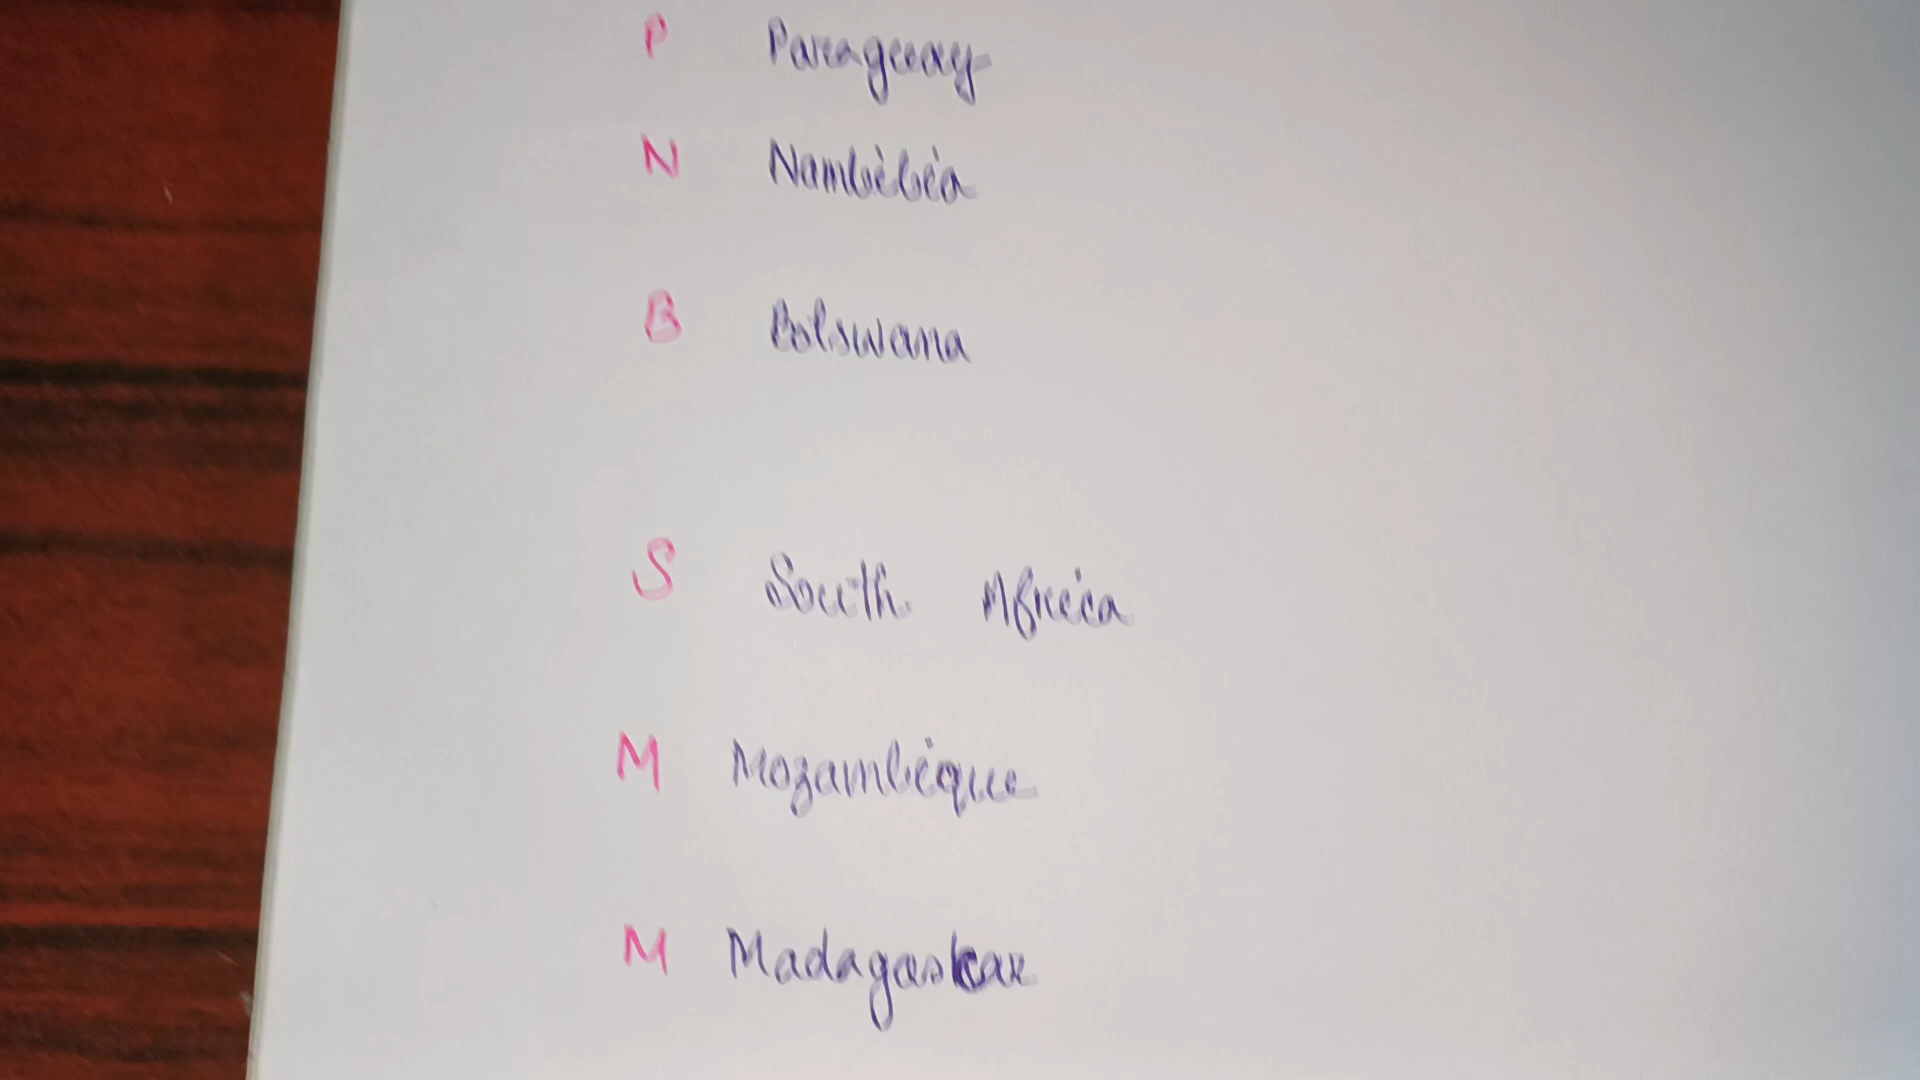 P Paraguay
N Nambibia
B Botswana
S South Africa
M Mozambique
M Madagaskar